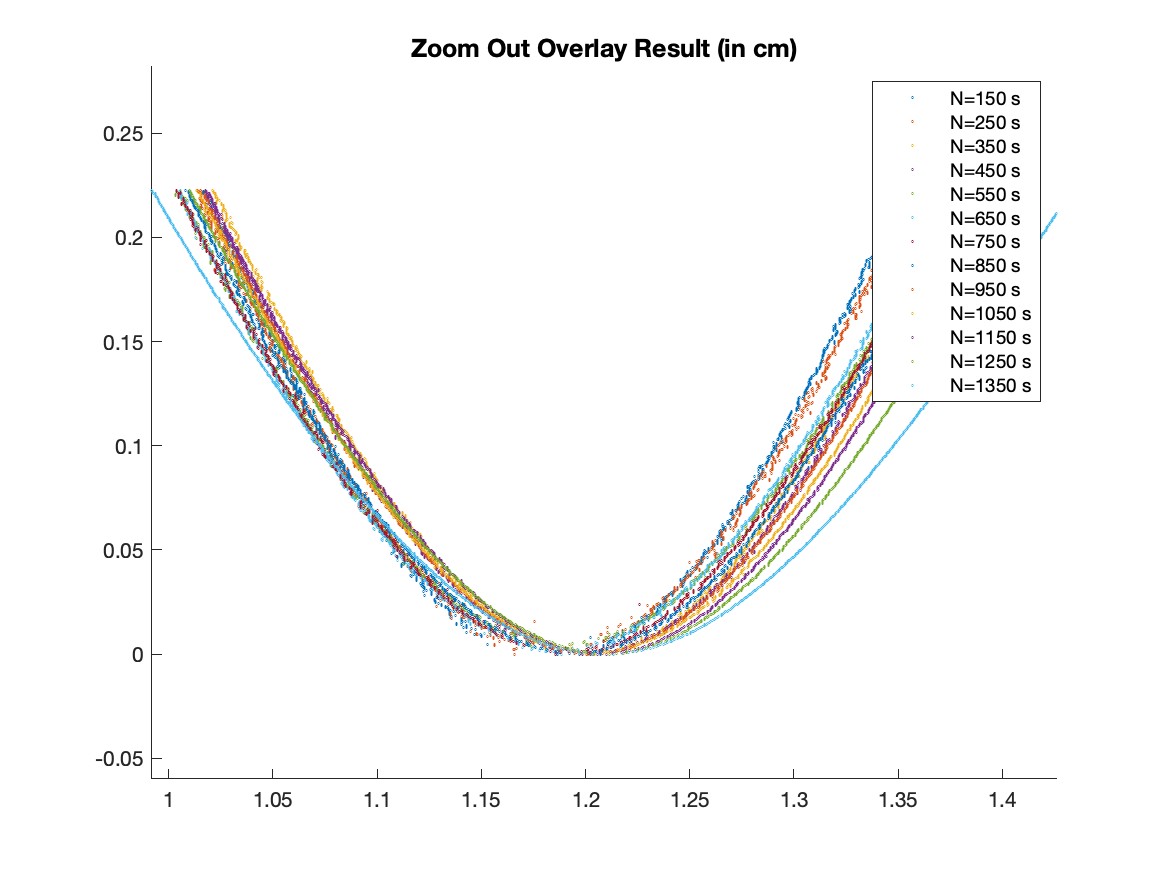 Zoom Out Overlay Result (in cm)
0.25
0.2
0.15
0.1
0.05
0
-0.05
1 1.05 1.1 1.15 1.2 1.25 1.3 1.35 1.4
N=150 s
N=250 s
N=350 s
N=450 s
N=550 s
N=650 s
N=750 s
N=850 s
N=950 s
N=1050 s
N=1150 s
N=1250 s
N=1350 s